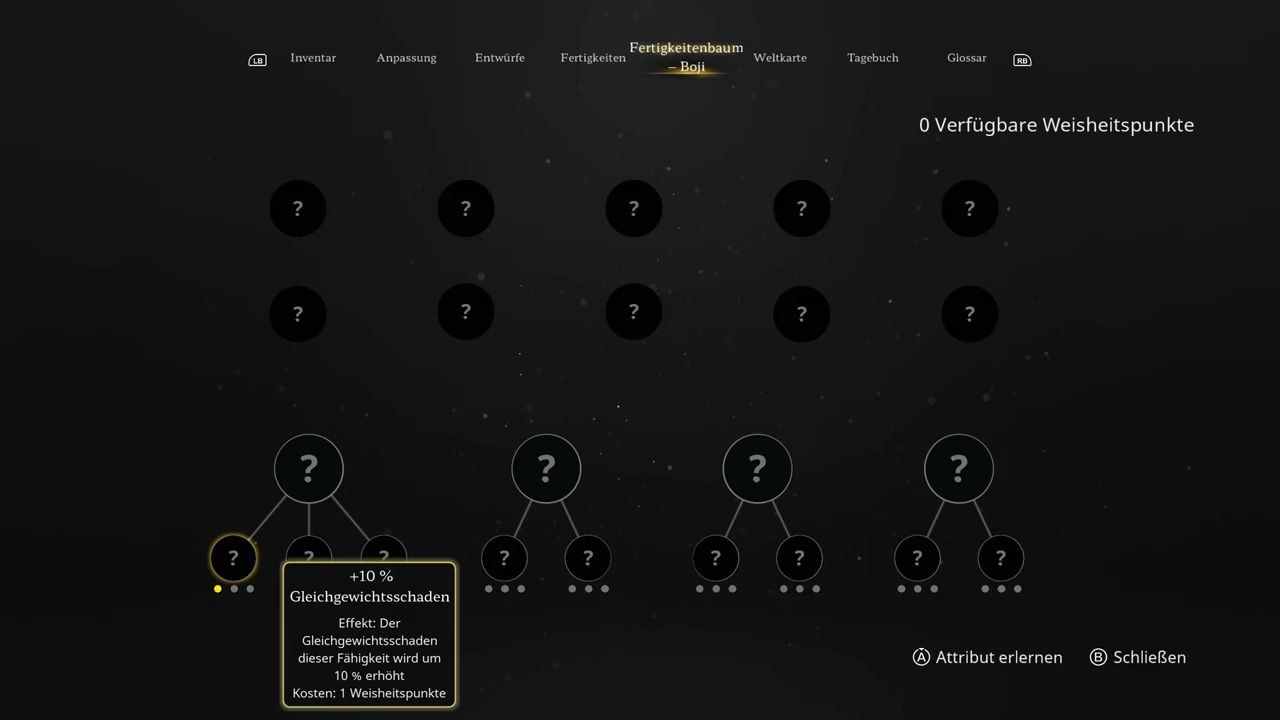 LB Inventar Anpassung Entwürfe Fertigkeiten Fertigkeitenbaum – Boji Weltkarte Tagebuch Glossar RB
0 Verfügbare Weisheitspunkte
? ? ? ? ?
? ? ? ? ?
? ? ? ?
? ? ? ? ? ? ? ? ?
+10 %
Gleichgewichtsschaden
Effekt: Der
Gleichgewichtsschaden
dieser Fähigkeit wird um
10 % erhöht
Kosten: 1 Weisheitspunkte
A Attribut erlernen B Schließen